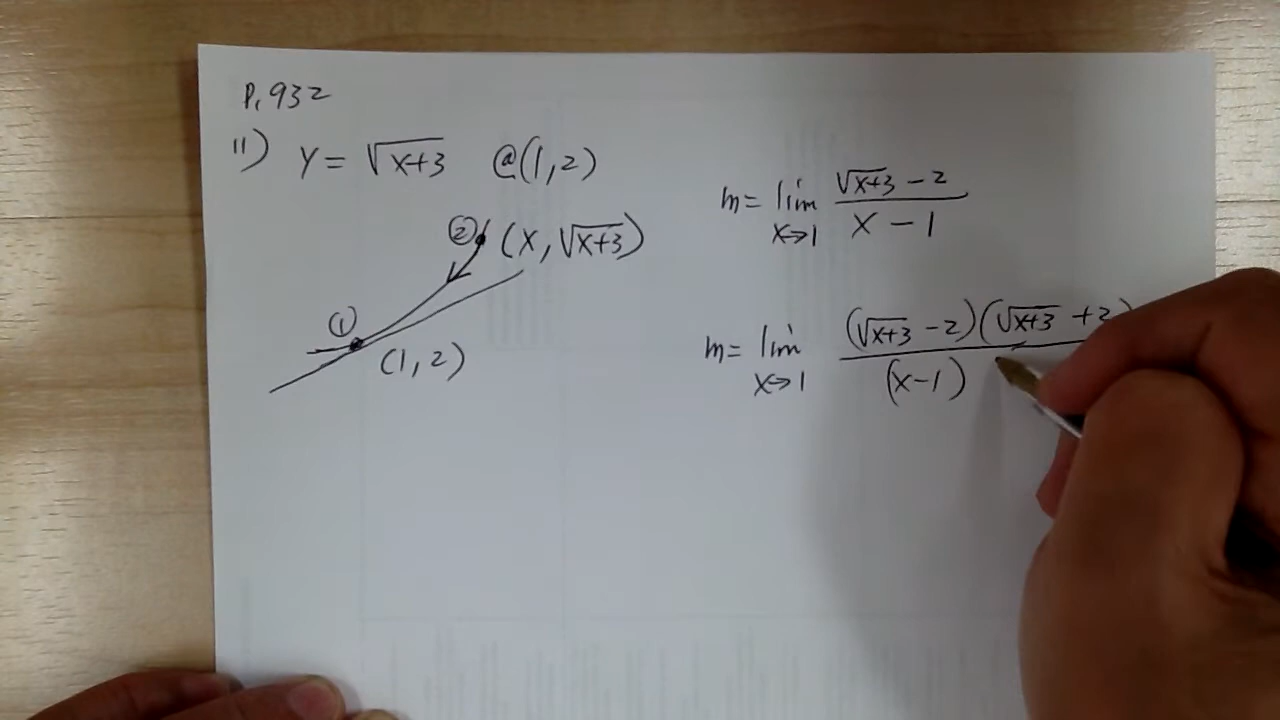 P. 932
11) y = √x+3 @(1,2)
② (x, √x+3)
① (1,2)
m = lim x→1 √x+3 - 2 / x - 1
m = lim x→1 (√x+3 - 2)(√x+3 + 2) / (x-1)